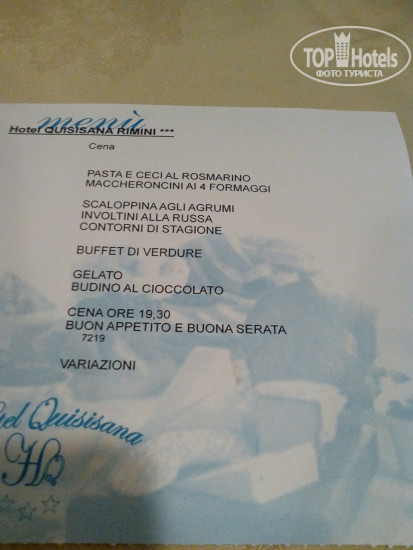 TOP Hotels
ФОТО ТУРИСТА
menù
Hotel QUISISANA RIMINI ***
Cena
PASTA E CECI AL ROSMARINO
MACCHERONCINI AI 4 FORMAGGI
SCALOPPINA AGLI AGRUMI
INVOLTINI ALLA RUSSA
CONTORNI DI STAGIONE
BUFFET DI VERDURE
GELATO
BUDINO AL CIOCCOLATO
CENA ORE 19,30
BUON APPETITO E BUONA SERATA
7219
VARIAZIONI
tel Quisisana
HQ